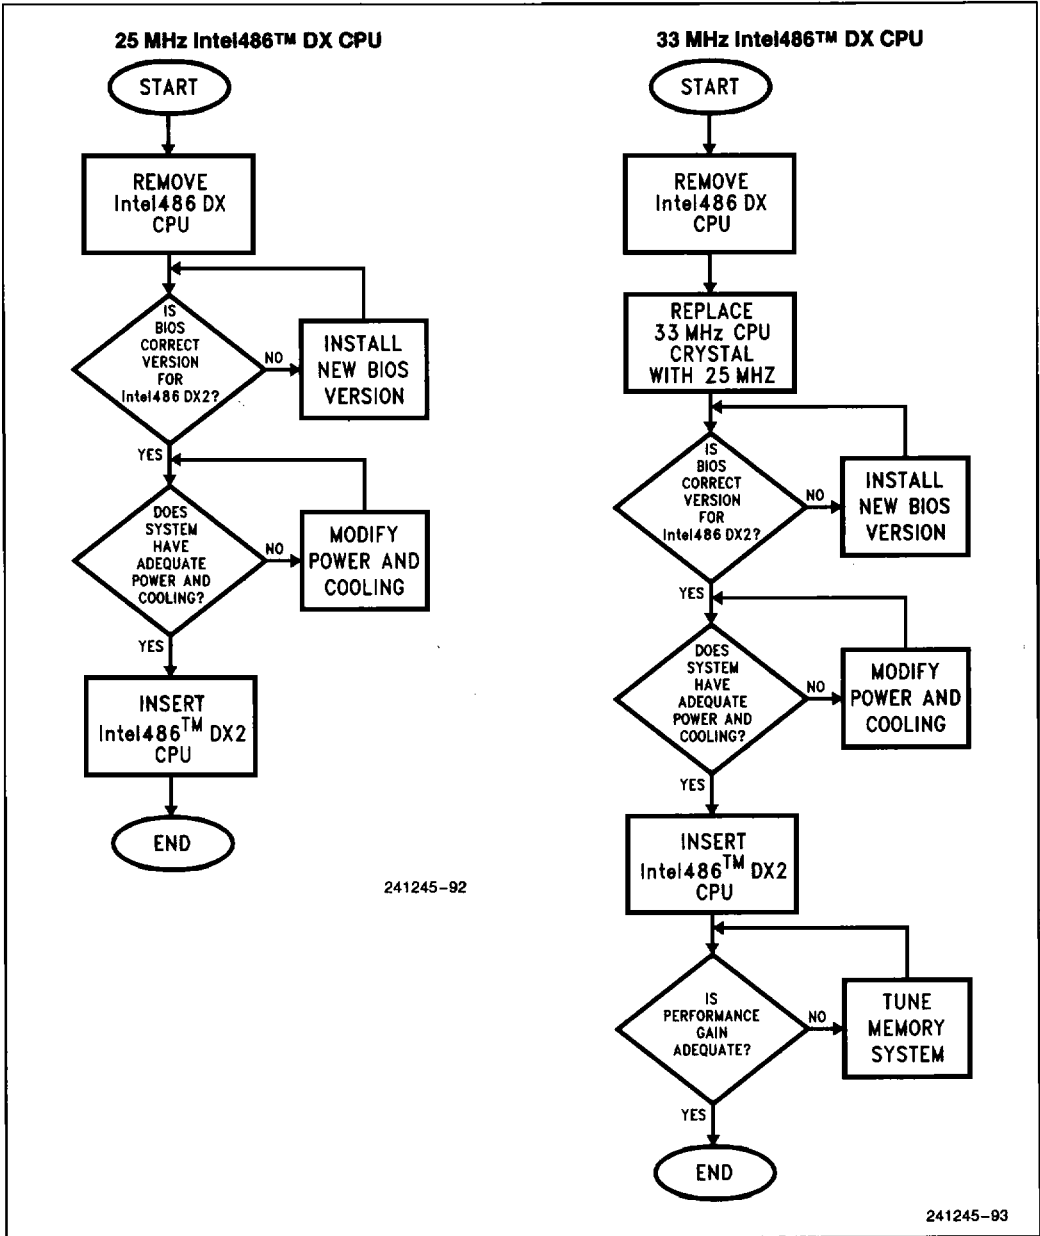 25 MHz Intel486™ DX CPU
START
REMOVE
Intel486 DX
CPU
IS
BIOS
CORRECT
VERSION
FOR
Intel486 DX2?
NO
INSTALL
NEW BIOS
VERSION
YES
DOES
SYSTEM
HAVE
ADEQUATE
POWER AND
COOLING?
NO
MODIFY
POWER AND
COOLING
YES
INSERT
Intel486™ DX2
CPU
END
241245-92
33 MHz Intel486™ DX CPU
START
REMOVE
Intel486 DX
CPU
REPLACE
33 MHz CPU
CRYSTAL
WITH 25 MHZ
IS
BIOS
CORRECT
VERSION
FOR
Intel486 DX2?
NO
INSTALL
NEW BIOS
VERSION
YES
DOES
SYSTEM
HAVE
ADEQUATE
POWER AND
COOLING?
NO
MODIFY
POWER AND
COOLING
YES
INSERT
Intel486™ DX2
CPU
IS
PERFORMANCE
GAIN
ADEQUATE?
NO
TUNE
MEMORY
SYSTEM
YES
END
241245-93